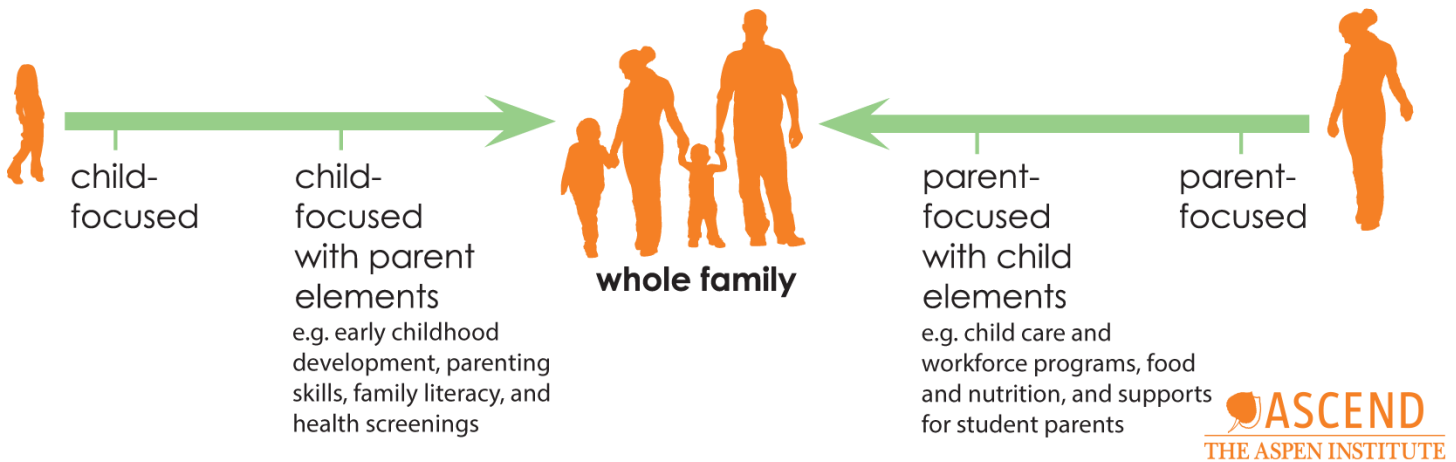 child-
focused
child-
focused
with parent
elements
e.g. early childhood
development, parenting
skills, family literacy, and
health screenings
whole family
parent-
focused
with child
elements
e.g. child care and
workforce programs, food
and nutrition, and supports
for student parents
parent-
focused
ASCEND
THE ASPEN INSTITUTE